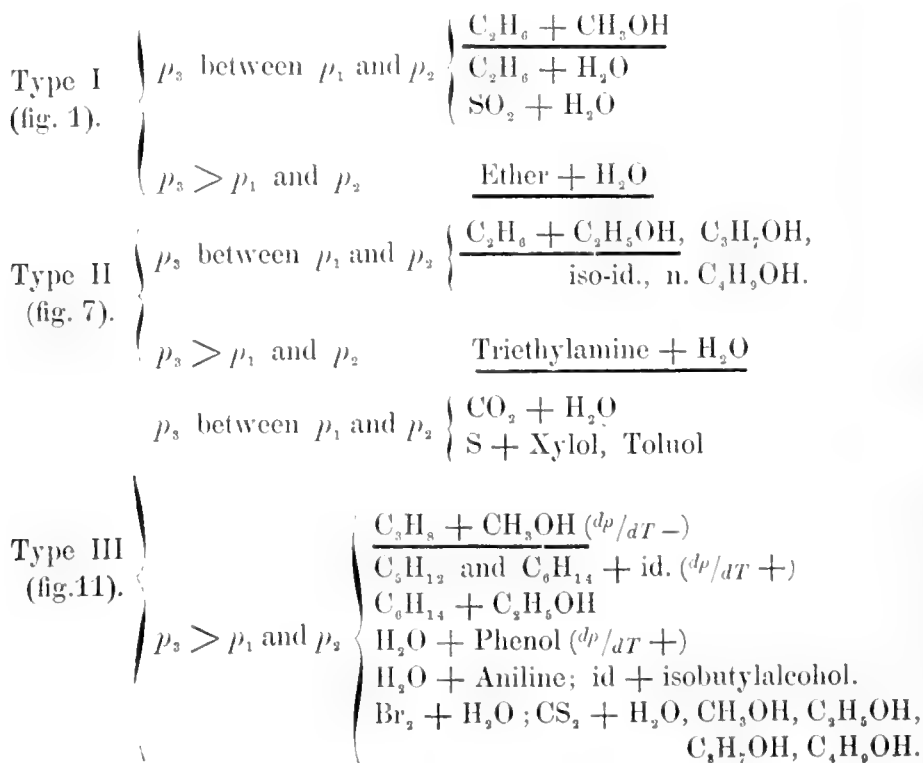 C₂H₆ + CH₃OH
Type I p₃ between p₁ and p₂ C₂H₆ + H₂O
(fig. 1). SO₂ + H₂O
p₃ > p₁ and p₂ Ether + H₂O
p₃ between p₁ and p₂ C₂H₆ + C₂H₅OH, C₃H₇OH,
Type II iso-id., n. C₄H₉OH.
(fig. 7).
p₃ > p₁ and p₂ Triethylamine + H₂O
p₃ between p₁ and p₂ CO₂ + H₂O
S + Xylol, Toluol
Type III C₃H₈ + CH₃OH (dp/dT −)
(fig.11). C₅H₁₂ and C₆H₁₄ + id. (dp/dT +)
C₆H₁₄ + C₂H₅OH
p₃ > p₁ and p₂ H₂O + Phenol (dp/dT +)
H₂O + Aniline; id + isobutylalcohol.
Br₂ + H₂O ; CS₂ + H₂O, CH₃OH, C₂H₅OH,
C₃H₇OH, C₄H₉OH.